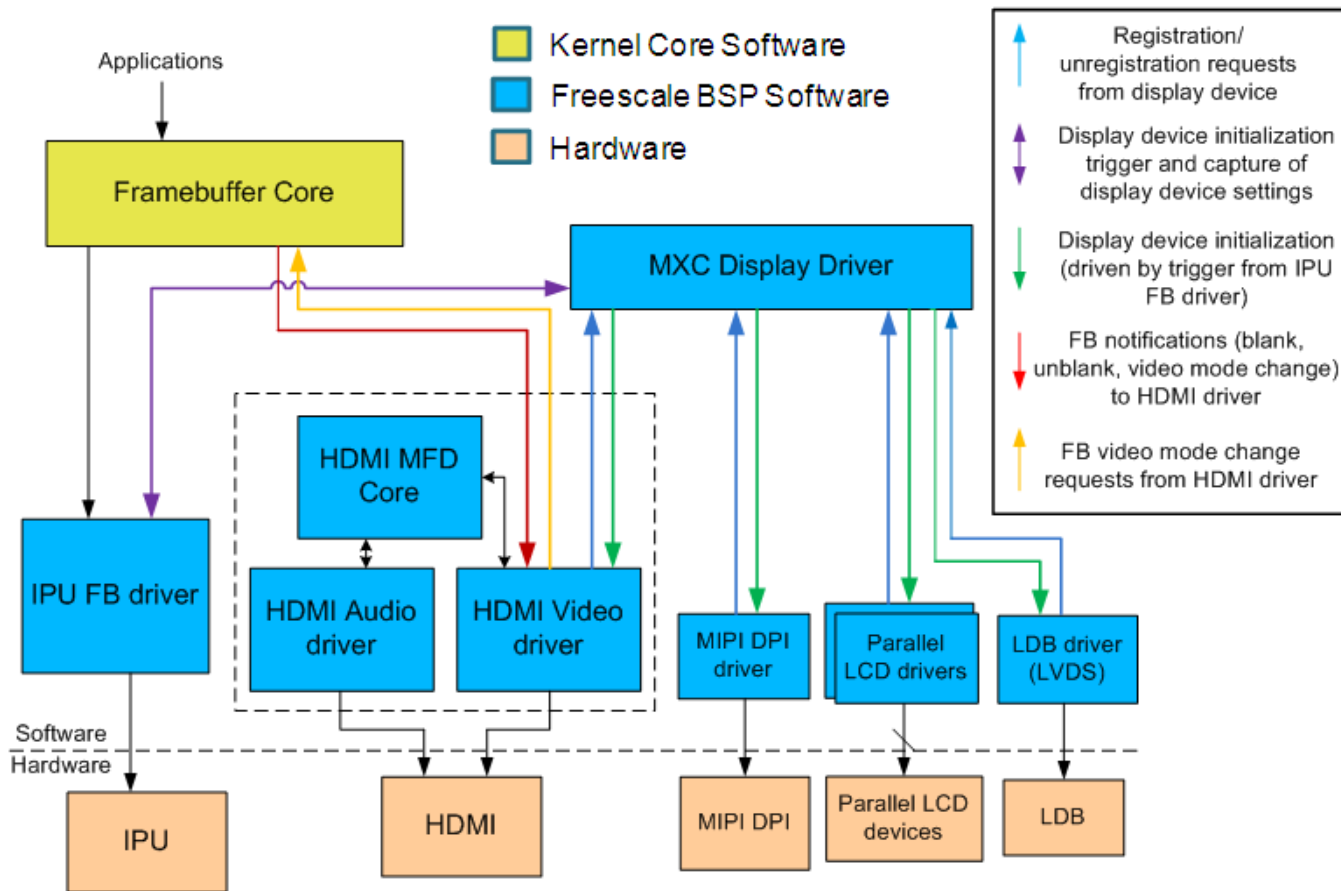 Kernel Core Software
Freescale BSP Software
Hardware
Registration/
unregistration requests
from display device
Display device initialization
trigger and capture of
display device settings
Display device initialization
(driven by trigger from IPU
FB driver)
FB notifications (blank,
unblank, video mode change)
to HDMI driver
FB video mode change
requests from HDMI driver
Applications
Framebuffer Core
MXC Display Driver
HDMI MFD
Core
IPU FB driver
HDMI Audio
driver
HDMI Video
driver
MIPI DPI
driver
Parallel
LCD drivers
LDB driver
(LVDS)
Software
Hardware
IPU
HDMI
MIPI DPI
Parallel LCD
devices
LDB